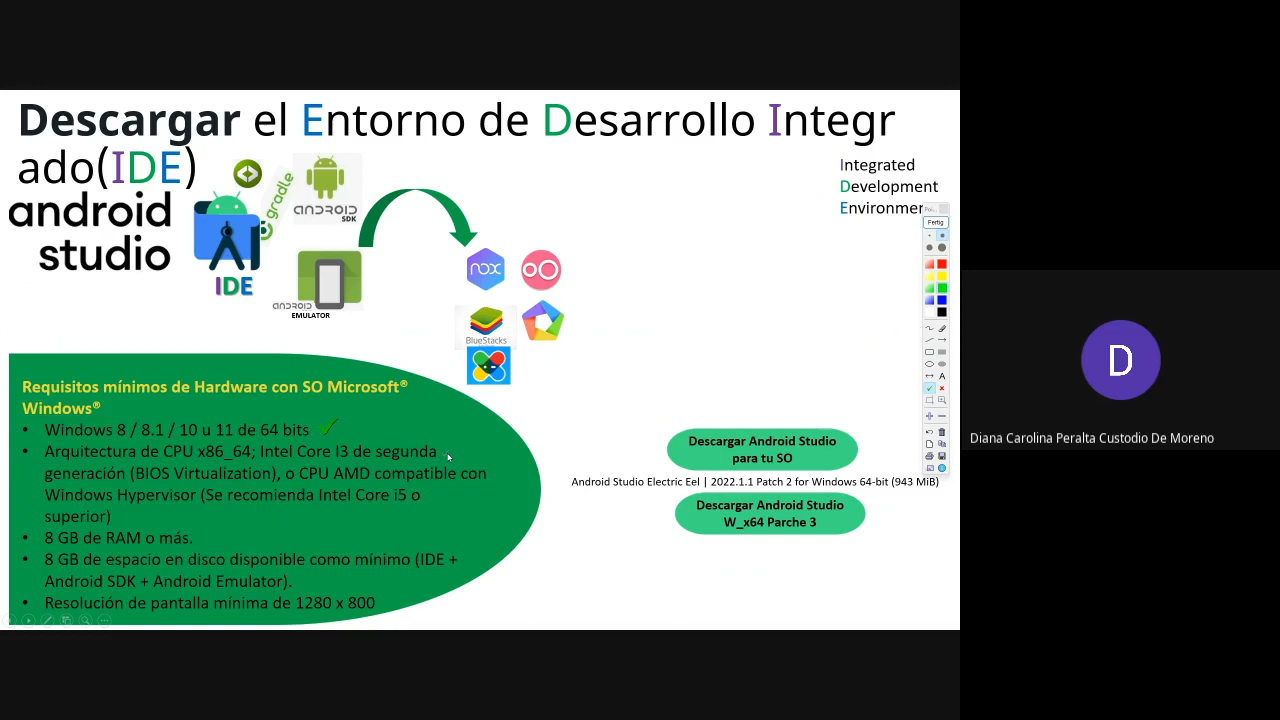 Descargar el Entorno de Desarrollo Integr
ado(IDE)
Integrated
Development
Environmen
android
studio
IDE
gradle
ANDROID
SDK
ANDROID
EMULATOR
nox
BlueStacks
Fertig
A
Requisitos mínimos de Hardware con SO Microsoft®
Windows®
• Windows 8 / 8.1 / 10 u 11 de 64 bits
• Arquitectura de CPU x86_64; Intel Core I3 de segunda
generación (BIOS Virtualization), o CPU AMD compatible con
Windows Hypervisor (Se recomienda Intel Core i5 o
superior)
• 8 GB de RAM o más.
• 8 GB de espacio en disco disponible como mínimo (IDE +
Android SDK + Android Emulator).
• Resolución de pantalla mínima de 1280 x 800
Descargar Android Studio
para tu SO
Android Studio Electric Eel | 2022.1.1 Patch 2 for Windows 64-bit (943 MiB)
Descargar Android Studio
W_x64 Parche 3
D
Diana Carolina Peralta Custodio De Moreno